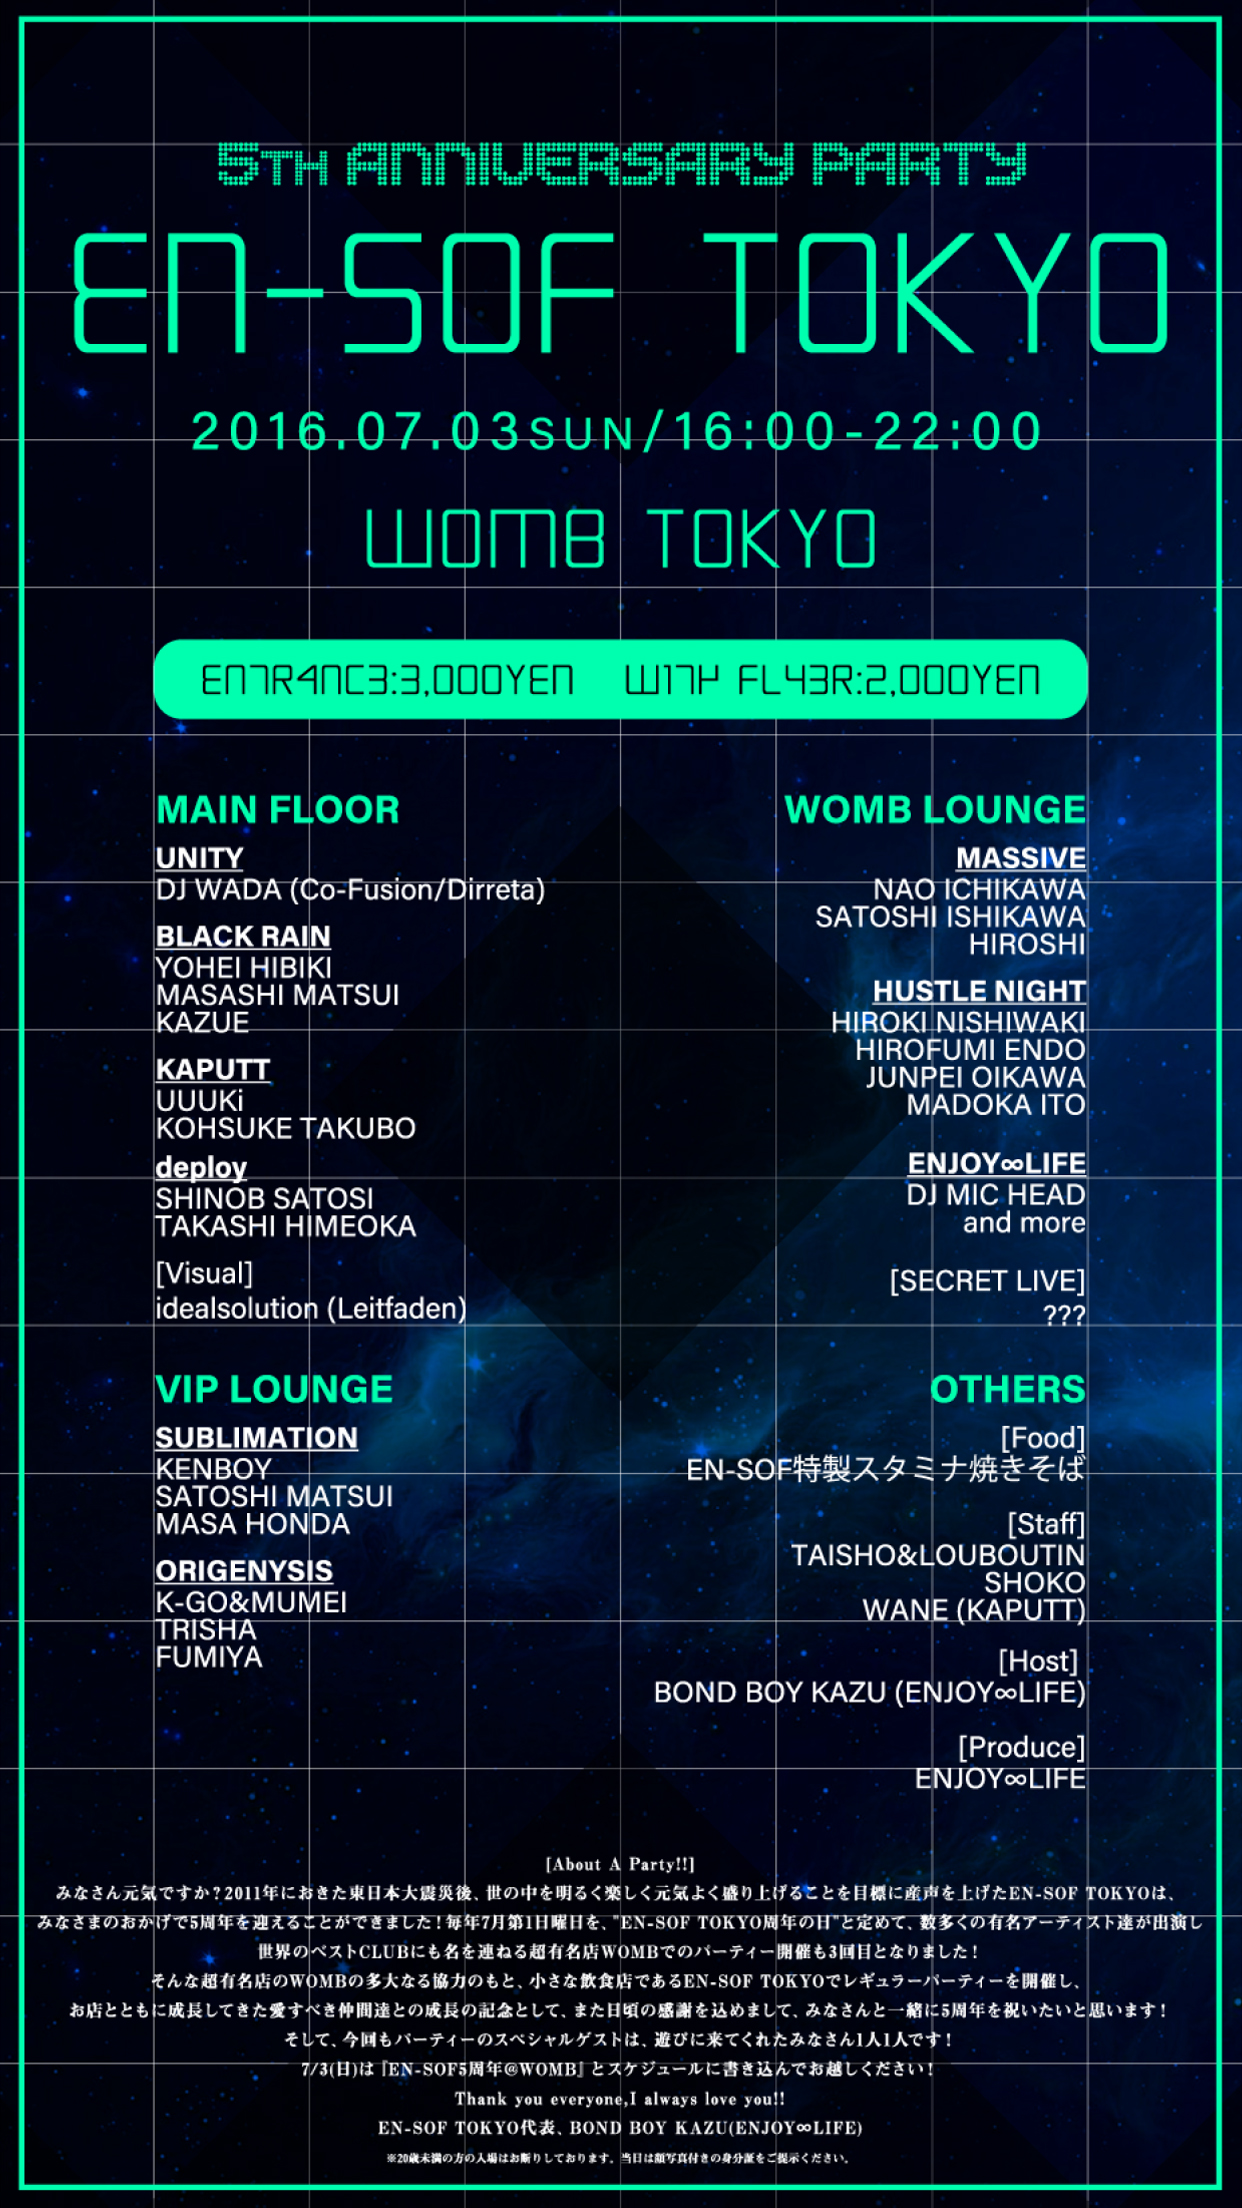 5TH ANNIVERSARY PARTY
EN-SOF TOKYO
2016.07.03SUN/16:00-22:00
WOMB TOKYO
EN7R4NC3:3,000YEN W17H FL43R:2,000YEN
MAIN FLOOR
UNITY
DJ WADA (Co-Fusion/Dirreta)
BLACK RAIN
YOHEI HIBIKI
MASASHI MATSUI
KAZUE
KAPUTT
UUUKi
KOHSUKE TAKUBO
deploy
SHINOB SATOSI
TAKASHI HIMEOKA
[Visual]
idealsolution (Leitfaden)
WOMB LOUNGE
MASSIVE
NAO ICHIKAWA
SATOSHI ISHIKAWA
HIROSHI
HUSTLE NIGHT
HIROKI NISHIWAKI
HIROFUMI ENDO
JUNPEI OIKAWA
MADOKA ITO
ENJOY∞LIFE
DJ MIC HEAD
and more
[SECRET LIVE]
???
VIP LOUNGE
SUBLIMATION
KENBOY
SATOSHI MATSUI
MASA HONDA
ORIGENYSIS
K-GO&MUMEI
TRISHA
FUMIYA
OTHERS
[Food]
EN-SOF特製スタミナ焼きそば
[Staff]
TAISHO&LOUBOUTIN
SHOKO
WANE (KAPUTT)
[Host]
BOND BOY KAZU (ENJOY∞LIFE)
[Produce]
ENJOY∞LIFE
[About A Party!!]
みなさん元気ですか？2011年におきた東日本大震災後、世の中を明るく楽しく元気よく盛り上げることを目標に産声を上げたEN-SOF TOKYOは、
みなさまのおかげで5周年を迎えることができました！毎年7月第1日曜日を、"EN-SOF TOKYO周年の日"と定めて、数多くの有名アーティスト達が出演し
世界のベストCLUBにも名を連ねる超有名店WOMBでのパーティー開催も3回目となりました！
そんな超有名店のWOMBの多大なる協力のもと、小さな飲食店であるEN-SOF TOKYOでレギュラーパーティーを開催し、
お店とともに成長してきた愛すべき仲間達との成長の記念として、また日頃の感謝を込めまして、みなさんと一緒に5周年を祝いたいと思います！
そして、今回もパーティーのスペシャルゲストは、遊びに来てくれたみなさん1人1人です！
7/3(日)は『EN-SOF5周年@WOMB』とスケジュールに書き込んでお越しください！
Thank you everyone,I always love you!!
EN-SOF TOKYO代表、BOND BOY KAZU(ENJOY∞LIFE)
※20歳未満の方の入場はお断りしております。当日は顔写真付きの身分証をご提示ください。